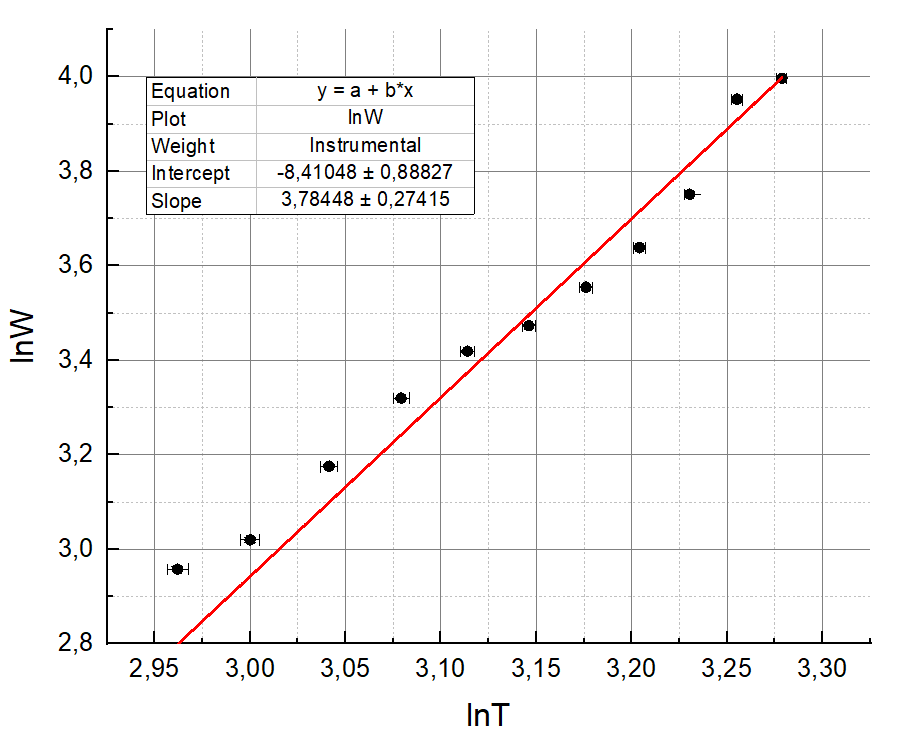 4,0
3,8
3,6
3,4
3,2
3,0
2,8
lnW
Equation y = a + b*x
Plot lnW
Weight Instrumental
Intercept -8,41048 ± 0,88827
Slope 3,78448 ± 0,27415
2,95 3,00 3,05 3,10 3,15 3,20 3,25 3,30
lnT